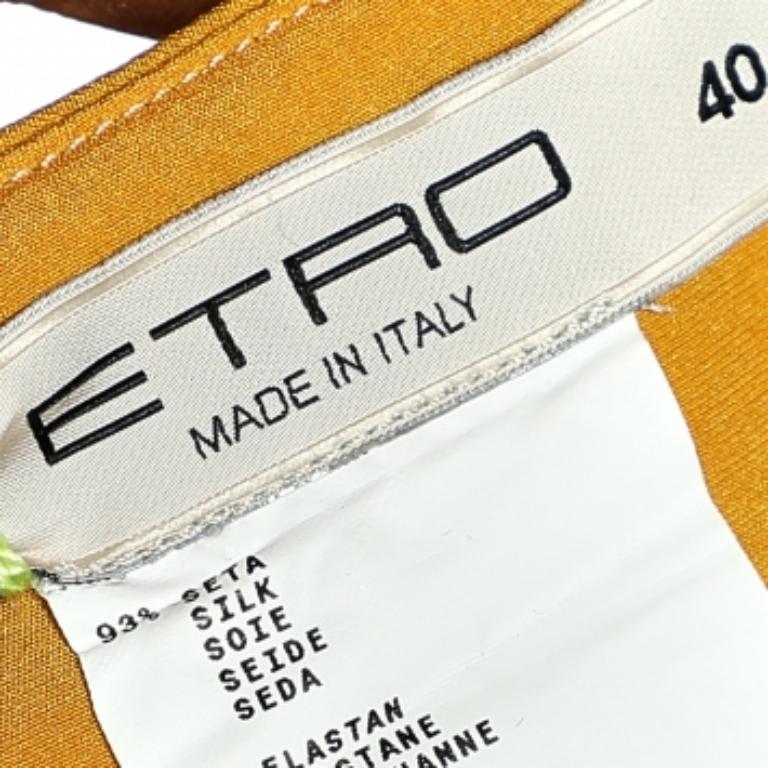 40
ETRO
MADE IN ITALY
93% SETA
SILK
SOIE
SEIDE
SEDA
ELASTAN